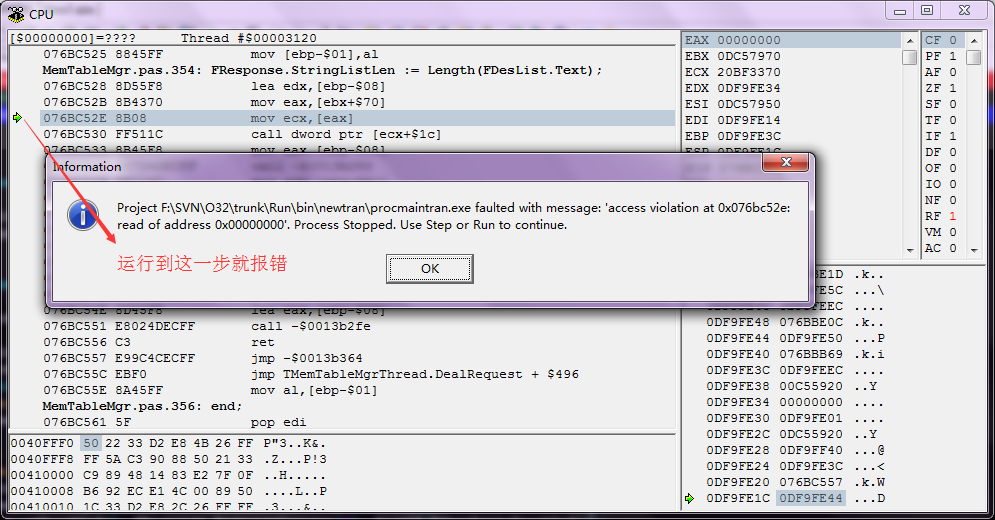 CPU
[$00000000]=???? Thread #$00003120
076BC525 8845FF mov [ebp-$01],al
MemTableMgr.pas.354: FResponse.StringListLen := Length(FDesList.Text);
076BC528 8D55F8 lea edx,[ebp-$08]
076BC52B 8B4370 mov eax,[ebx+$70]
076BC52E 8B08 mov ecx,[eax]
076BC530 FF511C call dword ptr [ecx+$1c]
076BC533 8B45F8 mov eax,[ebp-$08]
EAX 00000000
EBX 0DC57970
ECX 20BF3370
EDX 0DF9FE34
ESI 0DC57950
EDI 0DF9FE14
EBP 0DF9FE3C
ESP 0DF9FE1C
CF 0
PF 1
AF 0
ZF 1
SF 0
TF 0
IF 1
DF 0
OF 0
IO 0
NF 0
RF 1
VM 0
AC 0
Information
Project F:\SVN\O32\trunk\Run\bin\newtran\procmaintran.exe faulted with message: 'access violation at 0x076bc52e:
read of address 0x00000000'. Process Stopped. Use Step or Run to continue.
运行到这一步就报错
OK
076BC54E 8D45F8 lea eax,[ebp-$08]
076BC551 E8024DECFF call -$0013b2fe
076BC556 C3 ret
076BC557 E99C4CECFF jmp -$0013b364
076BC55C EBF0 jmp TMemTableMgrThread.DealRequest + $496
076BC55E 8A45FF mov al,[ebp-$01]
MemTableMgr.pas.356: end;
076BC561 5F pop edi
0040FFF0 50 22 33 D2 E8 4B 26 FF P"3..K&.
0040FFF8 FF 5A C3 90 88 50 21 33 .Z...P!3
00410000 C9 89 48 14 83 E2 7F 0F ..H.....
00410008 B6 92 EC E1 4C 00 89 50 ....L..P
00410010 1C 33 D2 E8 2C 26 FF FF .3...&..
BE1D .k..
FE5C ...\
FEEC ....
0DF9FE48 076BBE0C .k..
0DF9FE44 0DF9FE50 ...P
0DF9FE40 076BBB69 .k.i
0DF9FE3C 0DF9FEEC ....
0DF9FE38 00C55920 ..Y
0DF9FE34 00000000 ....
0DF9FE30 0DF9FE01 ....
0DF9FE2C 0DC55920 ..Y
0DF9FE28 0DF9FF40 ...@
0DF9FE24 0DF9FE3C ...<
0DF9FE20 076BC557 .k.W
0DF9FE1C 0DF9FE44 ...D